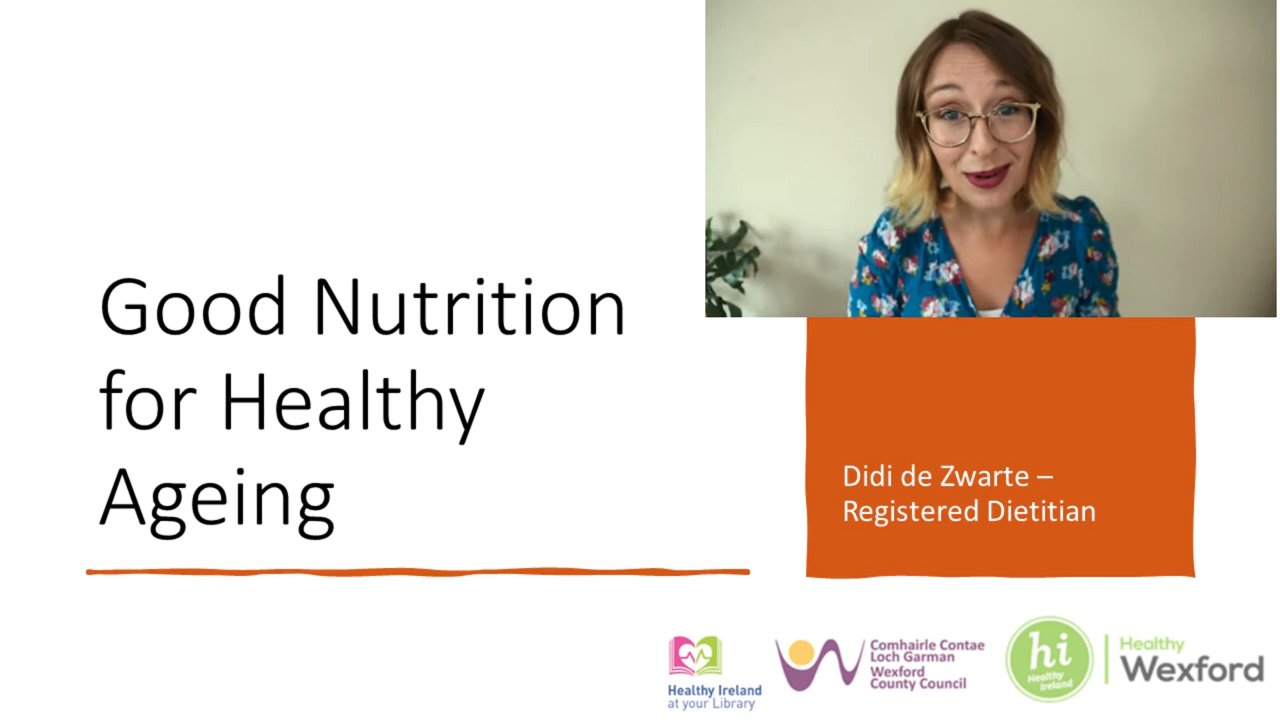 Good Nutrition
for Healthy
Ageing
Didi de Zwarte –
Registered Dietitian
Healthy Ireland
at your Library
Comhairle Contae
Loch Garman
Wexford
County Council
hi
Healthy
Ireland
Healthy
Wexford